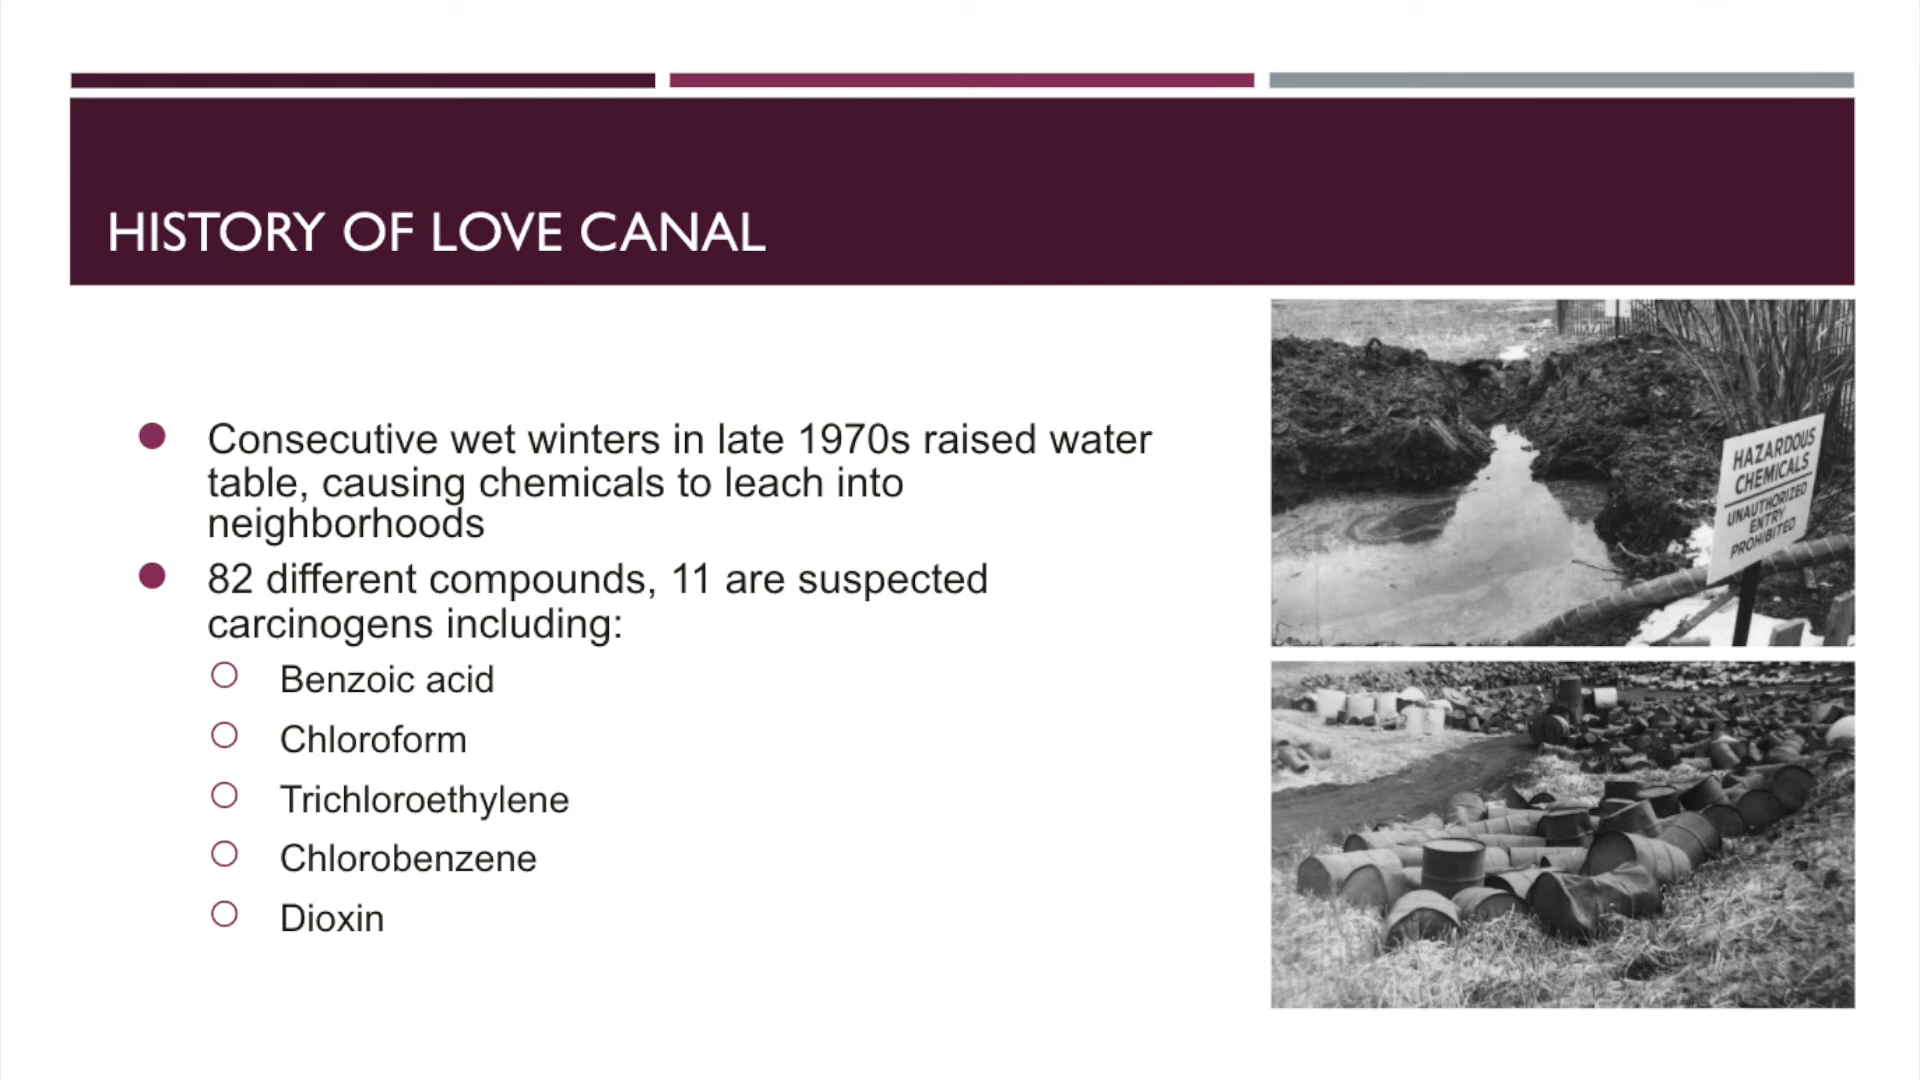 HISTORY OF LOVE CANAL
Consecutive wet winters in late 1970s raised water
table, causing chemicals to leach into
neighborhoods
82 different compounds, 11 are suspected
carcinogens including:
Benzoic acid
Chloroform
Trichloroethylene
Chlorobenzene
Dioxin
HAZARDOUS
CHEMICALS
UNAUTHORIZED
ENTRY
PROHIBITED